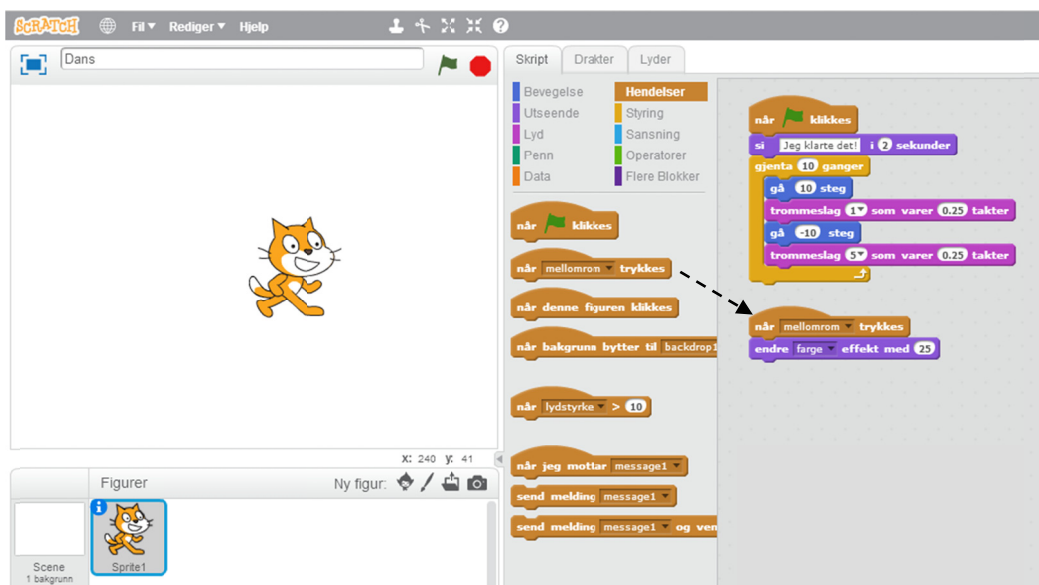 SCRATCH Fil Rediger Hjelp
Dans
Skript Drakter Lyder
Bevegelse Hendelser
Utseende Styring
Lyd Sansning
Penn Operatorer
Data Flere Blokker
når klikkes
når mellomrom trykkes
når denne figuren klikkes
når bakgrunn bytter til backdrop1
når lydstyrke > 10
når jeg mottar message1
send melding message1
send melding message1 og ven
når klikkes
si Jeg klarte det! i 2 sekunder
gjenta 10 ganger
gå 10 steg
trommeslag 1 som varer 0.25 takter
gå -10 steg
trommeslag 5 som varer 0.25 takter
når mellomrom trykkes
endre farge effekt med 25
x: 240 y: 41
Figurer Ny figur:
Scene
1 bakgrunn
Sprite1